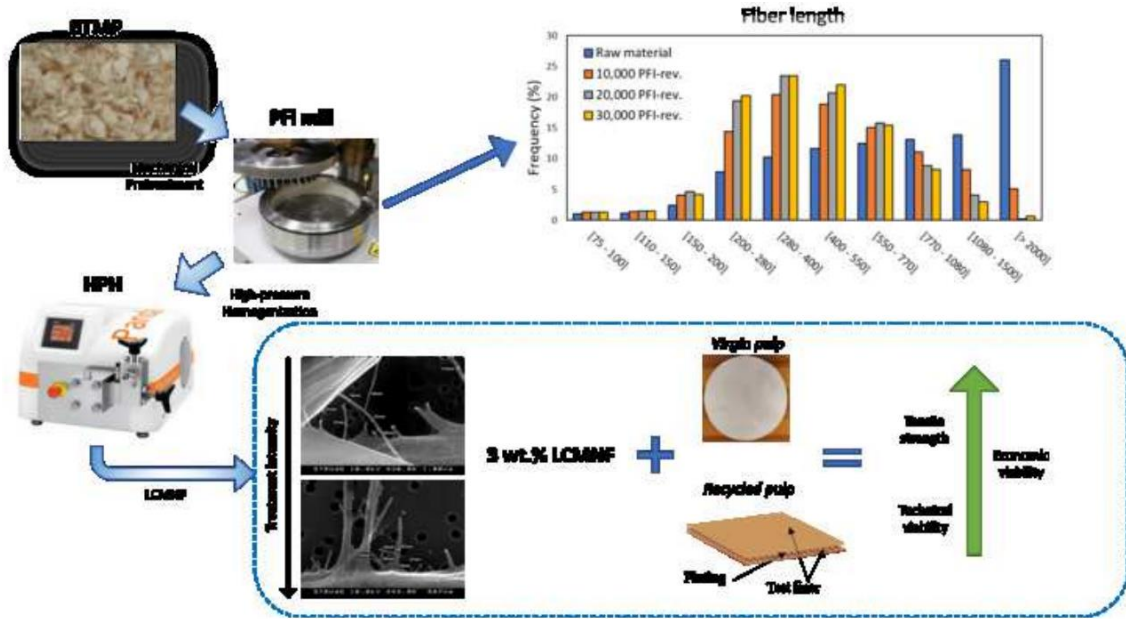 BTMP
Mechanical
Pretreatment
PFI mill
HPH
High-pressure
Homogenization
LCMNF
Fiber length
Frequency (%)
30
25
20
15
10
5
0
Raw material
10,000 PFI-rev.
20,000 PFI-rev.
30,000 PFI-rev.
[75 - 100]
[110 - 150]
[150 - 200]
[200 - 280]
[280 - 400]
[400 - 550]
[550 - 770]
[770 - 1080]
[1080 - 1500]
[> 2000]
Treatment intensity
3 wt.% LCMNF
+
Virgin pulp
Recycled pulp
Fluting
Test liner
=
Tensile
strength
Technical
viability
Economic
viability